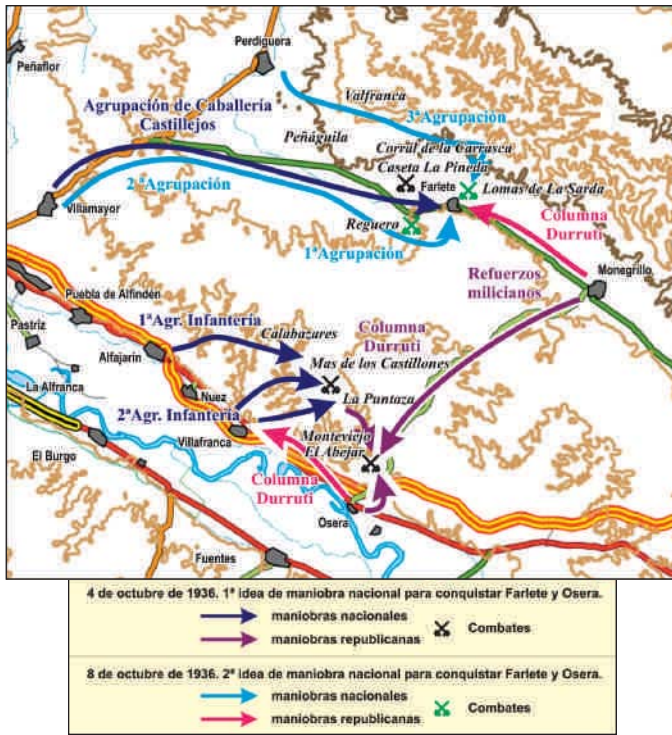 Perdiguera
Peñaflor
Valfranca
Agrupación de Caballería
Castillejos
3ªAgrupación
Peñáguila
Corral de la Carrasca
Caseta La Pineda
Farlete
Lomas de La Sarda
2ªAgrupación
Villamayor
Columna
Durruti
Reguero
1ªAgrupación
Monegrillo
Refuerzos
milicianos
Puebla de Alfindén
1ªAgr. Infantería
Calabazares
Columna
Durruti
Pastriz
Alfajarín
Mas de los Castillones
La Alfranca
Nuez
La Puntaza
2ªAgr. Infantería
Villafranca
Monteviejo
El Abejar
El Burgo
Columna
Durruti
Osera
Fuentes
4 de octubre de 1936. 1ª idea de maniobra nacional para conquistar Farlete y Osera.
maniobras nacionales
Combates
maniobras republicanas
8 de octubre de 1936. 2ª idea de maniobra nacional para conquistar Farlete y Osera.
maniobras nacionales
Combates
maniobras republicanas